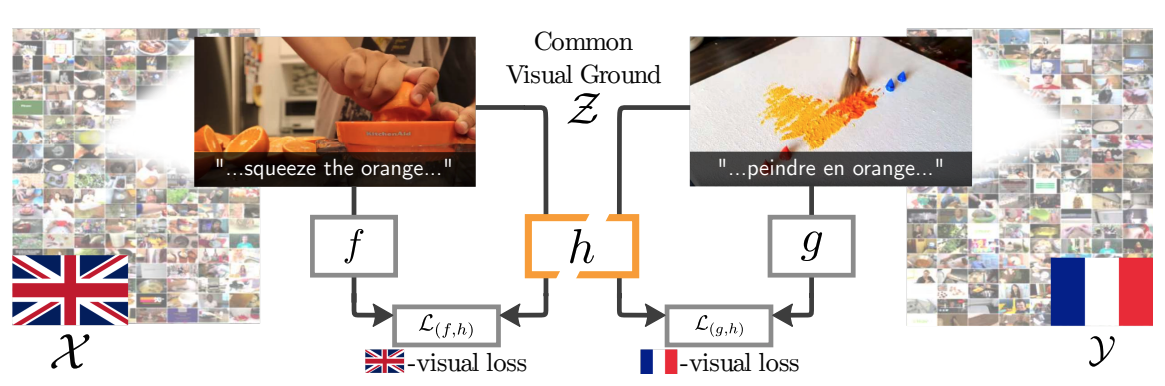 Common
Visual Ground
𝒵
"...squeeze the orange..."
"...peindre en orange..."
f
h
g
ℒ(f,h)
ℒ(g,h)
-visual loss
-visual loss
𝒳
𝒴